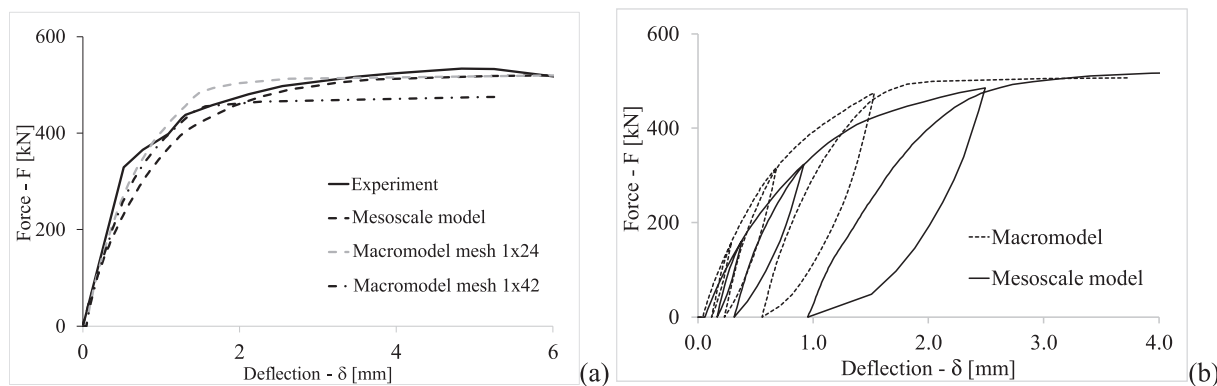 600
400
200
0
Force - F [kN]
Experiment
Mesoscale model
Macromodel mesh 1x24
Macromodel mesh 1x42
0 2 4 6
Deflection - δ [mm]
(a)
600
400
200
0
Force - F [kN]
Macromodel
Mesoscale model
0.0 1.0 2.0 3.0 4.0
Deflection - δ [mm]
(b)